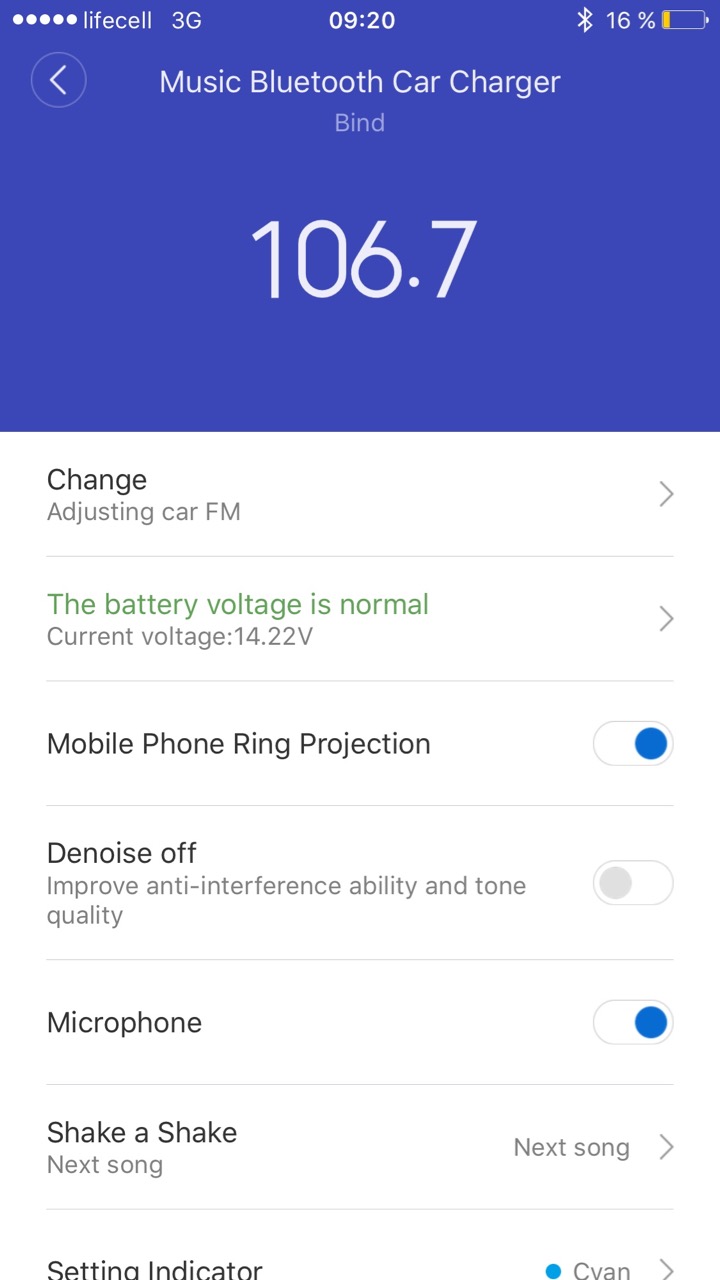 lifecell 3G 09:20 16 %
Music Bluetooth Car Charger
Bind
106.7
Change
Adjusting car FM
The battery voltage is normal
Current voltage:14.22V
Mobile Phone Ring Projection
Denoise off
Improve anti-interference ability and tone
quality
Microphone
Shake a Shake
Next song
Next song
Setting Indicator
Cyan